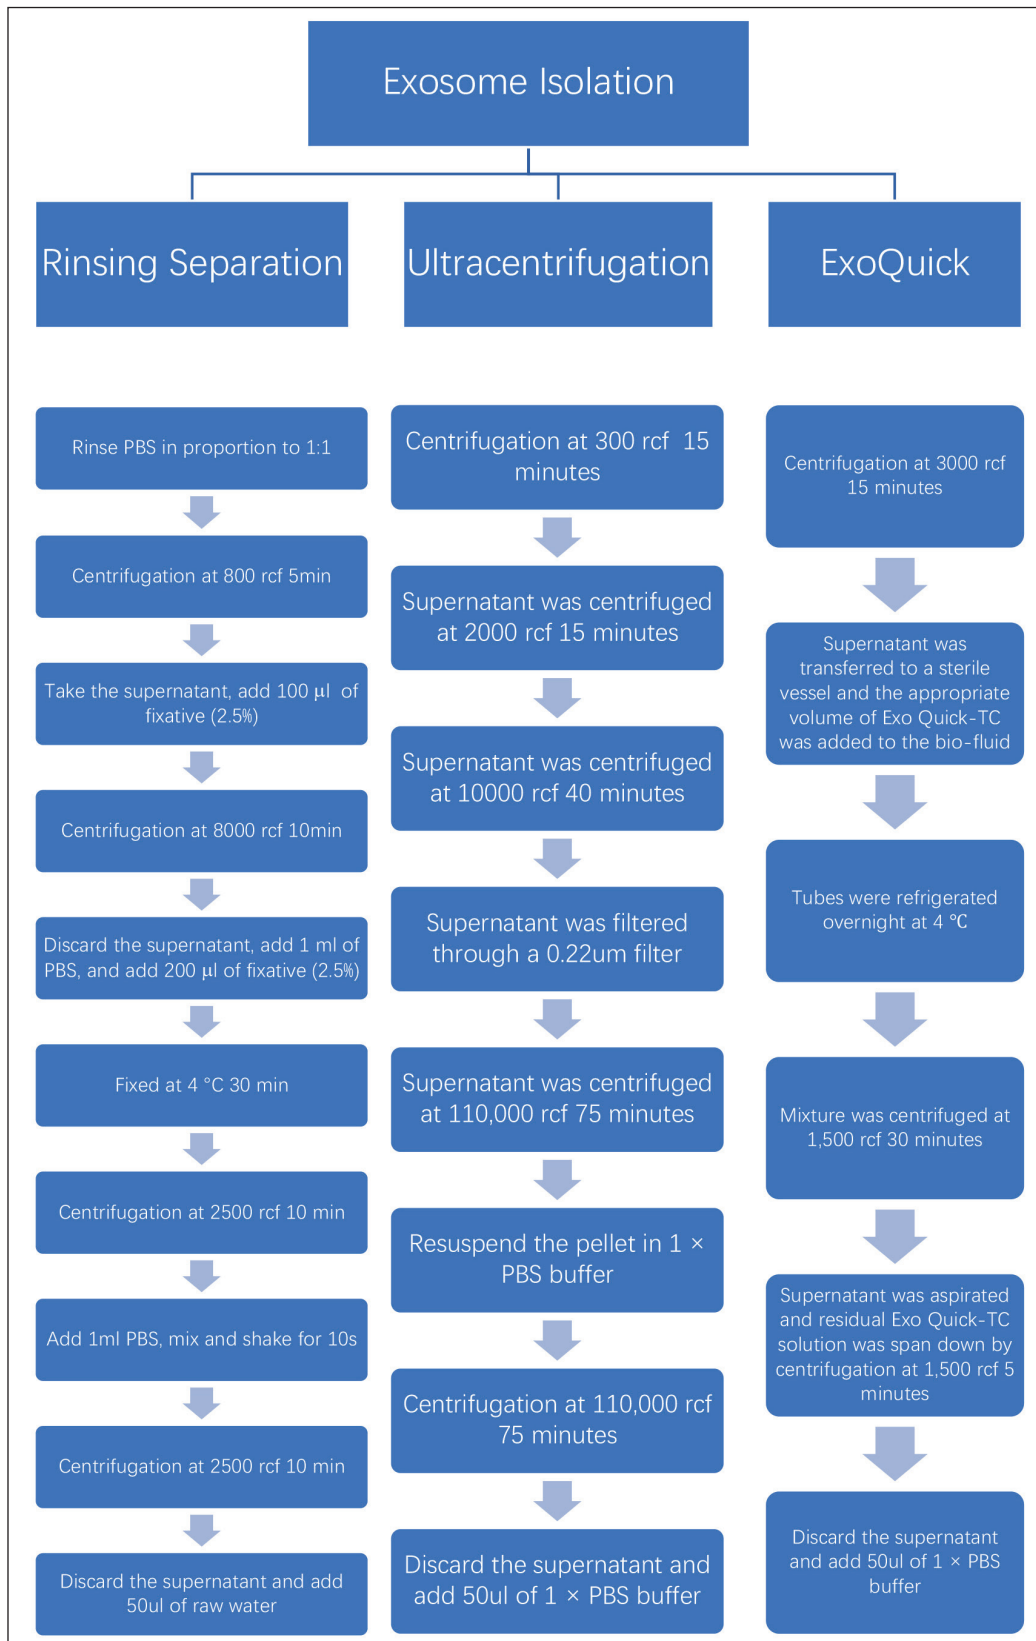 Exosome Isolation
Rinsing Separation
Ultracentrifugation
ExoQuick
Rinse PBS in proportion to 1:1
Centrifugation at 800 rcf 5min
Take the supernatant, add 100 μl of
fixative (2.5%)
Centrifugation at 8000 rcf 10min
Discard the supernatant, add 1 ml of
PBS, and add 200 μl of fixative (2.5%)
Fixed at 4 °C 30 min
Centrifugation at 2500 rcf 10 min
Add 1ml PBS, mix and shake for 10s
Centrifugation at 2500 rcf 10 min
Discard the supernatant and add
50ul of raw water
Centrifugation at 300 rcf 15
minutes
Supernatant was centrifuged
at 2000 rcf 15 minutes
Supernatant was centrifuged
at 10000 rcf 40 minutes
Supernatant was filtered
through a 0.22um filter
Supernatant was centrifuged
at 110,000 rcf 75 minutes
Resuspend the pellet in 1 ×
PBS buffer
Centrifugation at 110,000 rcf
75 minutes
Discard the supernatant and
add 50ul of 1 × PBS buffer
Centrifugation at 3000 rcf
15 minutes
Supernatant was
transferred to a sterile
vessel and the appropriate
volume of Exo Quick-TC
was added to the bio-fluid
Tubes were refrigerated
overnight at 4 ℃
Mixture was centrifuged at
1,500 rcf 30 minutes
Supernatant was aspirated
and residual Exo Quick-TC
solution was span down by
centrifugation at 1,500 rcf 5
minutes
Discard the supernatant
and add 50ul of 1 × PBS
buffer